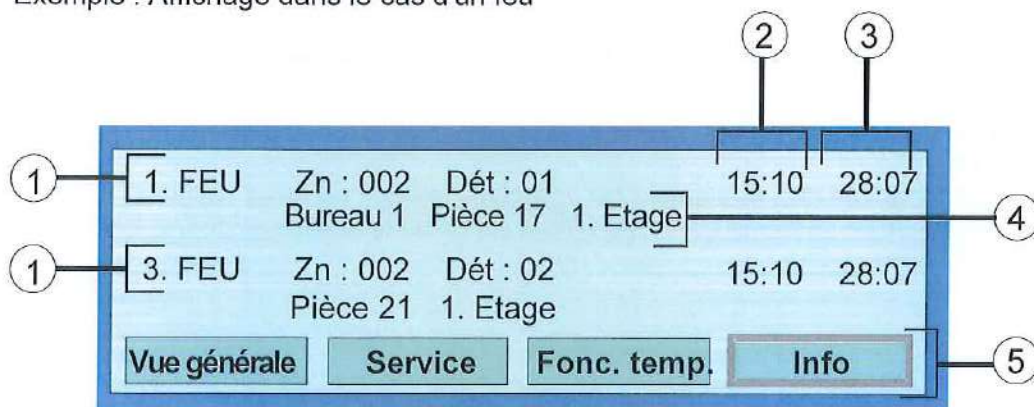 Exemple : Affichage dans le cas d'un feu
2 3
1 1. FEU Zn : 002 Dét : 01 15:10 28:07
Bureau 1 Pièce 17 1. Etage 4
1 3. FEU Zn : 002 Dét : 02 15:10 28:07
Pièce 21 1. Etage
Vue générale Service Fonc. temp. Info 5